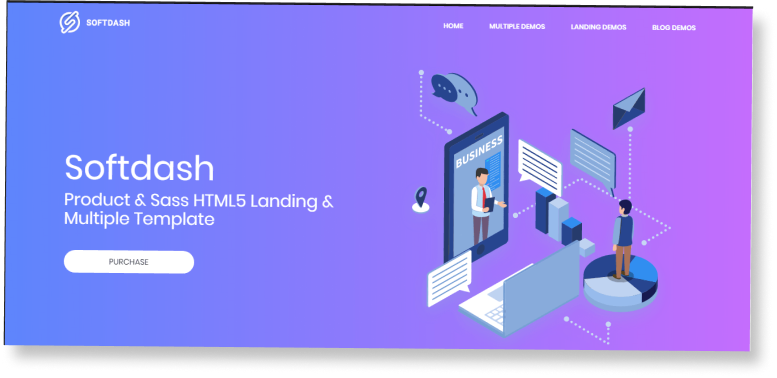 SOFTDASH
HOME MULTIPLE DEMOS LANDING DEMOS BLOG DEMOS
BUSINESS
Softdash
Product & Sass HTML5 Landing &
Multiple Template
PURCHASE